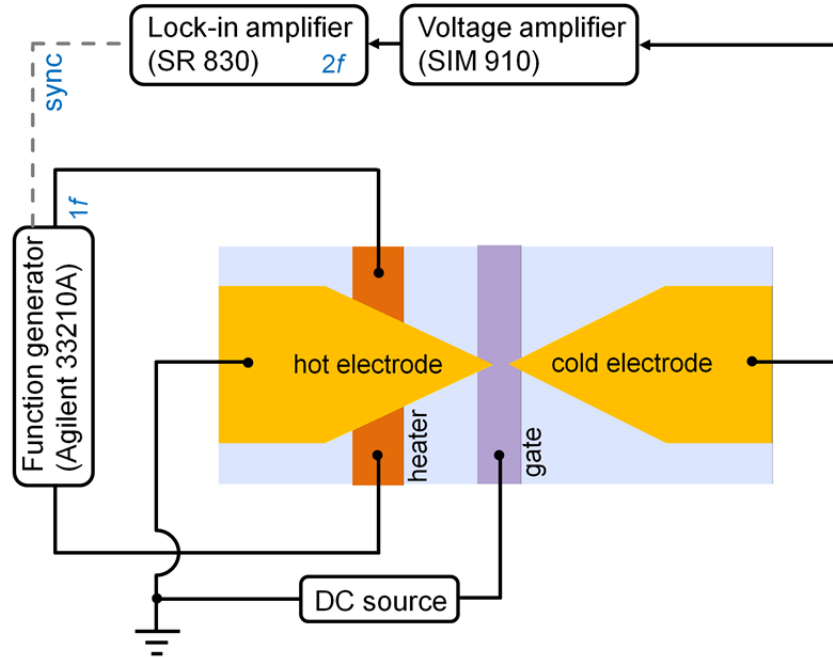 Lock-in amplifier
(SR 830) 2f
Voltage amplifier
(SIM 910)
sync
1f
Function generator
(Agilent 33210A)
hot electrode
cold electrode
heater
gate
DC source